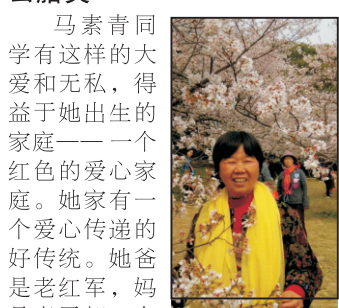 马素青同
学有这样的大
爱和无私，得
益于她出生的
家庭—— 一个
红色的爱心家
庭。她家有一
个爱心传递的
好传统。她爸
是老红军，妈